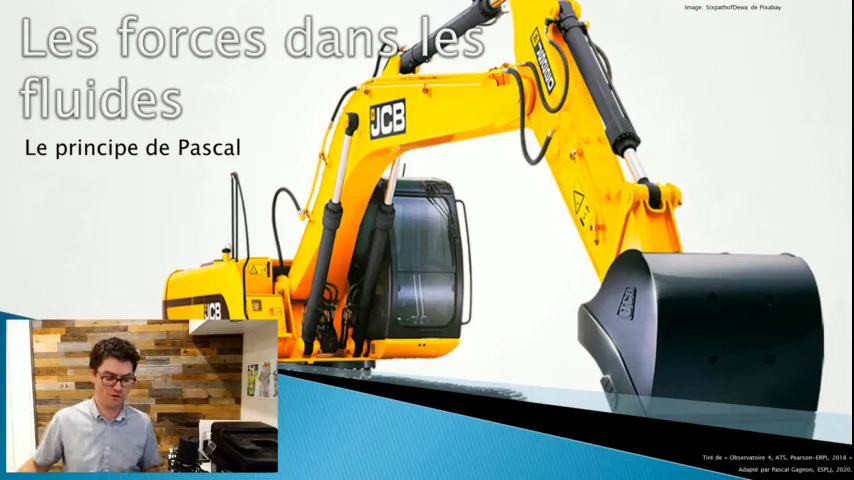 Image: SixpathofDewa de Pixabay
Les forces dans les
fluides
Le principe de Pascal
JCB
JCB
JCB
Tiré de « Observatoire 4, ATS, Pearson-ERPI, 2018 »
Adapté par Pascal Gagnon, ESPLJ, 2020.